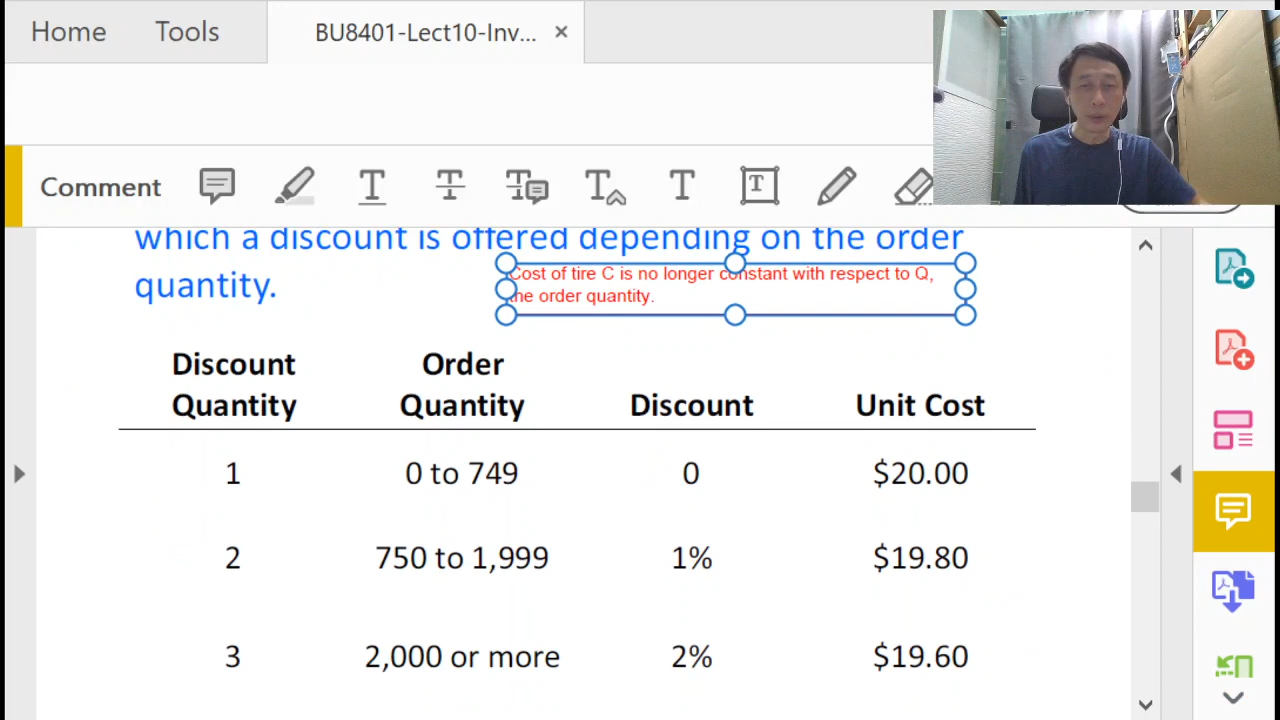 Home Tools BU8401-Lect10-Inv... ×
Comment
which a discount is offered depending on the order
quantity.
Cost of tire C is no longer constant with respect to Q,
the order quantity.
Discount Quantity Order Quantity Discount Unit Cost
1 0 to 749 0 $20.00
2 750 to 1,999 1% $19.80
3 2,000 or more 2% $19.60